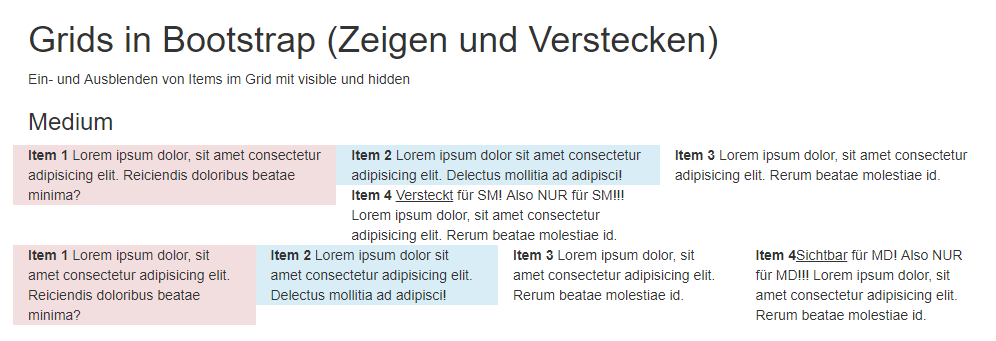 Grids in Bootstrap (Zeigen und Verstecken)
Ein- und Ausblenden von Items im Grid mit visible und hidden
Medium
Item 1 Lorem ipsum dolor, sit amet consectetur
adipisicing elit. Reiciendis doloribus beatae
minima?
Item 2 Lorem ipsum dolor sit amet consectetur
adipisicing elit. Delectus mollitia ad adipisci!
Item 3 Lorem ipsum dolor, sit amet consectetur
adipisicing elit. Rerum beatae molestiae id.
Item 4 Versteckt für SM! Also NUR für SM!!!
Lorem ipsum dolor, sit amet consectetur
adipisicing elit. Rerum beatae molestiae id.
Item 1 Lorem ipsum dolor, sit
amet consectetur adipisicing elit.
Reiciendis doloribus beatae
minima?
Item 2 Lorem ipsum dolor sit
amet consectetur adipisicing elit.
Delectus mollitia ad adipisci!
Item 3 Lorem ipsum dolor, sit
amet consectetur adipisicing elit.
Rerum beatae molestiae id.
Item 4Sichtbar für MD! Also NUR
für MD!!! Lorem ipsum dolor, sit
amet consectetur adipisicing elit.
Rerum beatae molestiae id.